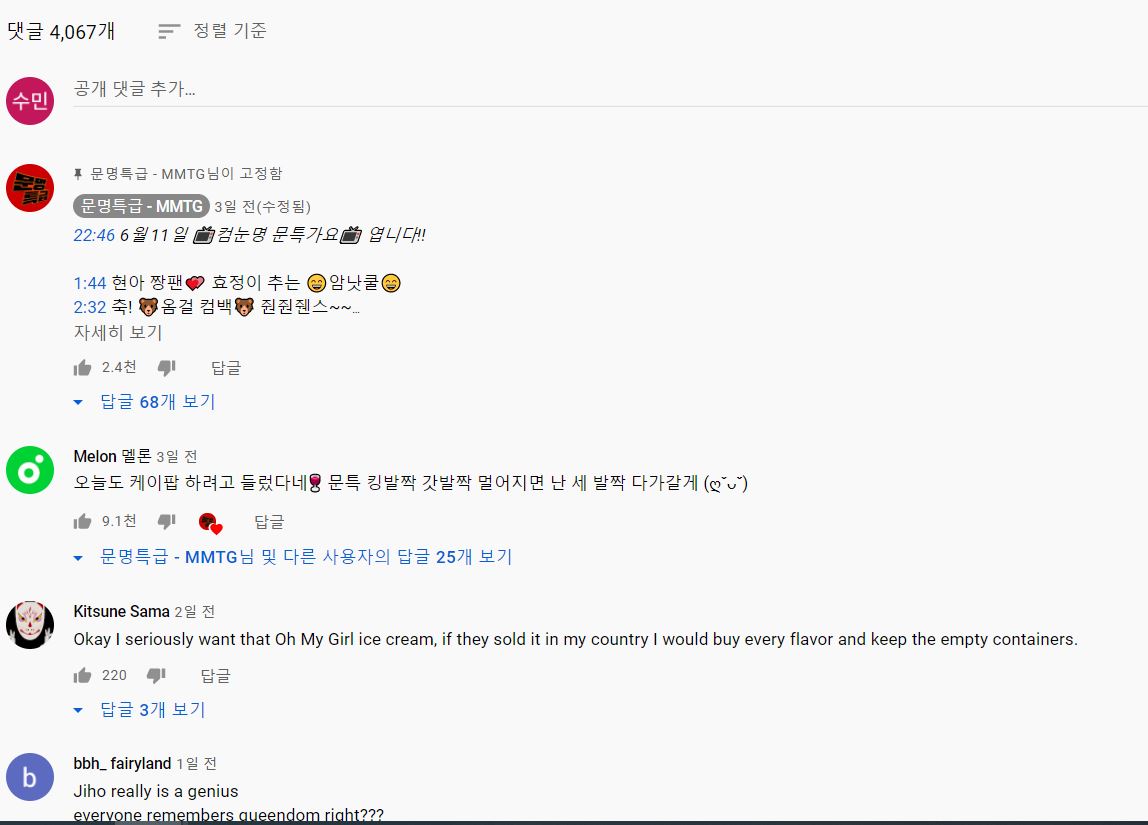 댓글 4,067개 정렬 기준
수민 공개 댓글 추가...
문명특급 - MMTG님이 고정함
문명특급
문명특급 - MMTG 3일 전(수정됨)
22:46 6월 11일 📺컴눈명 문특가요📺 엽니다!!
1:44 현아 짱팬💕 효정이 추는 😄암낫쿨😄
2:32 축! 🐻옴걸 컴백🐻 줜줜줸스~~...
자세히 보기
2.4천 답글
답글 68개 보기
Melon 멜론 3일 전
오늘도 케이팝 하려고 들렀다네🍷 문특 킹발짝 갓발짝 멀어지면 난 세 발짝 다가갈게 (ღ˘ᴗ˘)
9.1천 답글
문명특급 - MMTG님 및 다른 사용자의 답글 25개 보기
Kitsune Sama 2일 전
Okay I seriously want that Oh My Girl ice cream, if they sold it in my country I would buy every flavor and keep the empty containers.
220 답글
답글 3개 보기
b
bbh_ fairyland 1일 전
Jiho really is a genius
everyone remembers queendom right???